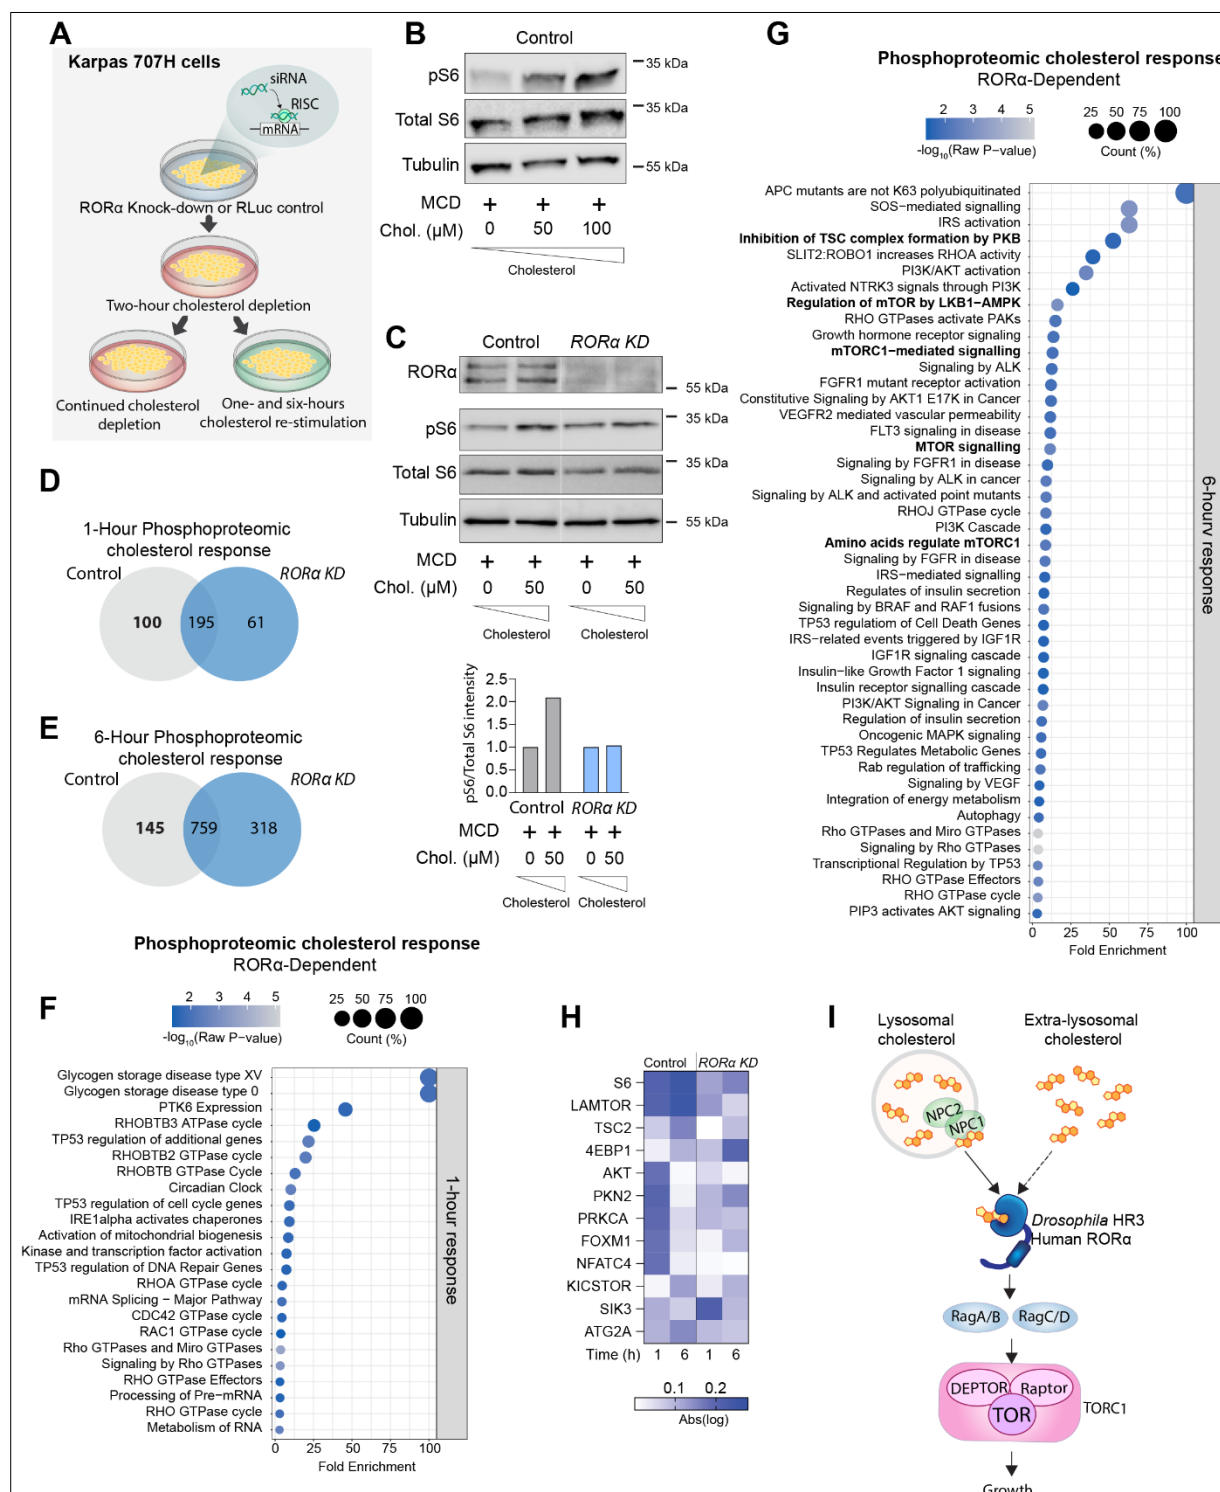 A
Karpas 707H cells
siRNA
RISC
mRNA
RORα Knock-down or RLuc control
Two-hour cholesterol depletion
Continued cholesterol
depletion
One- and six-hours
cholesterol re-stimulation
B
Control
pS6
35 kDa
Total S6
35 kDa
Tubulin
55 kDa
MCD + + +
Chol. (µM) 0 50 100
Cholesterol
C
Control RORα KD
RORα
55 kDa
pS6
35 kDa
Total S6
35 kDa
Tubulin
55 kDa
MCD + + + +
Chol. (µM) 0 50 0 50
Cholesterol Cholesterol
pS6/Total S6 intensity
2.5
2.0
1.5
1.0
0.5
0.0
Control RORα KD
MCD + + + +
Chol. (µM) 0 50 0 50
Cholesterol Cholesterol
D
1-Hour Phosphoproteomic
cholesterol response
Control RORα KD
100 195 61
E
6-Hour Phosphoproteomic
cholesterol response
Control RORα KD
145 759 318
Phosphoproteomic cholesterol response
RORα-Dependent
F
2 3 4 5
-log10(Raw P-value)
25 50 75 100
Count (%)
Glycogen storage disease type XV
Glycogen storage disease type 0
PTK6 Expression
RHOBTB3 ATPase cycle
TP53 regulation of additional genes
RHOBTB2 GTPase cycle
RHOBTB GTPase Cycle
Circadian Clock
TP53 regulation of cell cycle genes
IRE1alpha activates chaperones
Activation of mitochondrial biogenesis
Kinase and transcription factor activation
TP53 regulation of DNA Repair Genes
RHOA GTPase cycle
mRNA Splicing − Major Pathway
CDC42 GTPase cycle
RAC1 GTPase cycle
Rho GTPases and Miro GTPases
Signaling by Rho GTPases
RHO GTPase Effectors
Processing of Pre-mRNA
RHO GTPase cycle
Metabolism of RNA
1-hour response
0 25 50 75 100
Fold Enrichment
G
Phosphoproteomic cholesterol response
RORα-Dependent
2 3 4 5
-log10(Raw P-value)
25 50 75 100
Count (%)
APC mutants are not K63 polyubiquitinated
SOS−mediated signalling
IRS activation
Inhibition of TSC complex formation by PKB
SLIT2:ROBO1 increases RHOA activity
PI3K/AKT activation
Activated NTRK3 signals through PI3K
Regulation of mTOR by LKB1−AMPK
RHO GTPases activate PAKs
Growth hormone receptor signaling
mTORC1−mediated signalling
Signaling by ALK
FGFR1 mutant receptor activation
Constitutive Signaling by AKT1 E17K in Cancer
VEGFR2 mediated vascular permeability
FLT3 signaling in disease
MTOR signalling
Signaling by FGFR1 in disease
Signaling by ALK in cancer
Signaling by ALK and activated point mutants
RHOJ GTPase cycle
PI3K Cascade
Amino acids regulate mTORC1
Signaling by FGFR in disease
IRS−mediated signalling
Regulates of insulin secretion
Signaling by BRAF and RAF1 fusions
TP53 regulatiom of Cell Death Genes
IRS−related events triggered by IGF1R
IGF1R signaling cascade
Insulin−like Growth Factor 1 signaling
Insulin receptor signalling cascade
PI3K/AKT Signaling in Cancer
Regulation of insulin secretion
Oncogenic MAPK signaling
TP53 Regulates Metabolic Genes
Rab regulation of trafficking
Signaling by VEGF
Integration of energy metabolism
Autophagy
Rho GTPases and Miro GTPases
Signaling by Rho GTPases
Transcriptional Regulation by TP53
RHO GTPase Effectors
RHO GTPase cycle
PIP3 activates AKT signaling
6-hourv response
0 25 50 75 100
Fold Enrichment
H
Control RORα KD
S6
LAMTOR
TSC2
4EBP1
AKT
PKN2
PRKCA
FOXM1
NFATC4
KICSTOR
SIK3
ATG2A
Time (h) 1 6 1 6
0.1 0.2
Abs(log)
I
Lysosomal
cholesterol
Extra-lysosomal
cholesterol
NPC2
NPC1
Drosophila HR3
Human RORα
RagA/B RagC/D
DEPTOR Raptor
TOR
TORC1
Growth